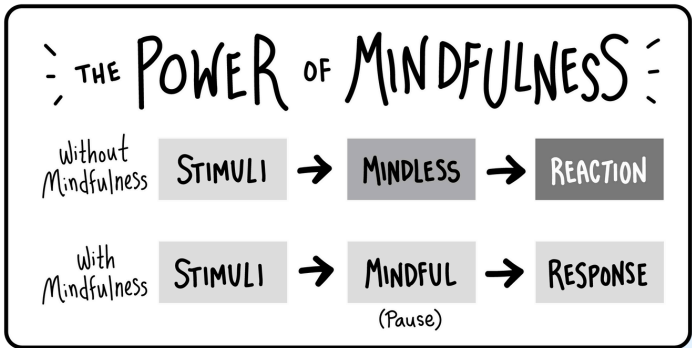 THE POWER OF MINDFULNESS
Without Mindfulness
STIMULI → MINDLESS → REACTION
With Mindfulness
STIMULI → MINDFUL → RESPONSE
(Pause)